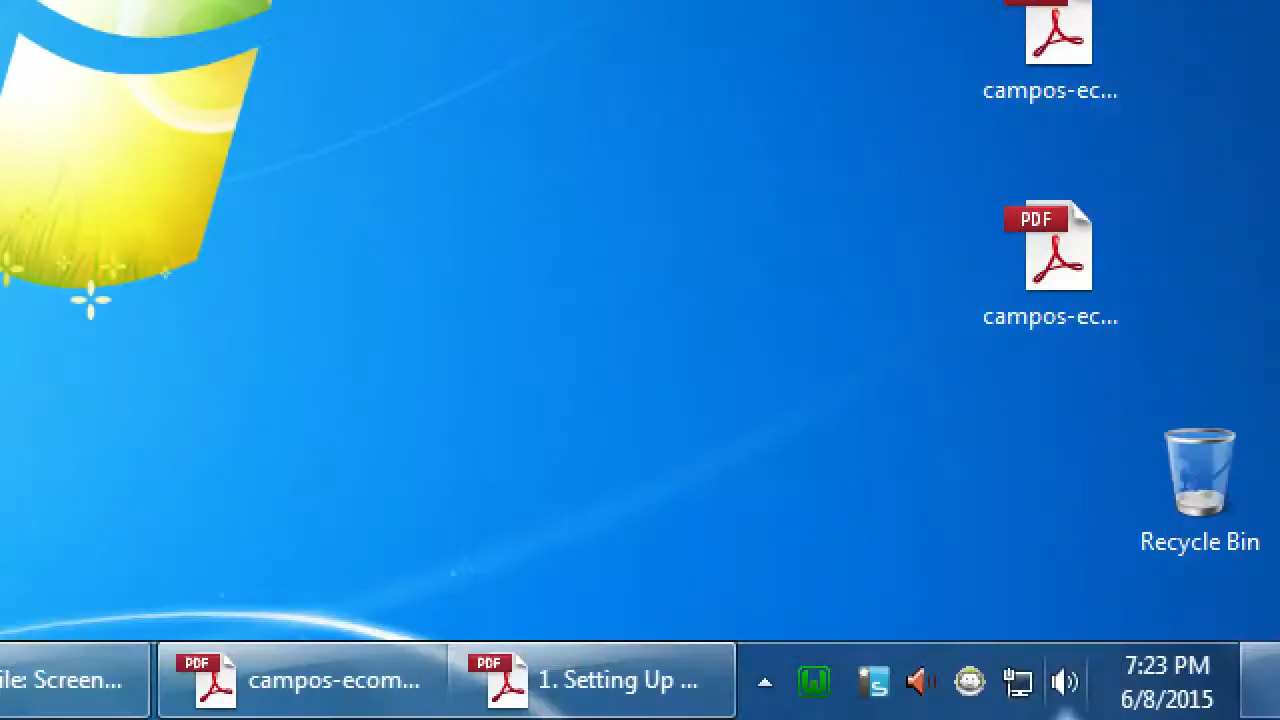 campos-ec...
PDF
campos-ec...
Recycle Bin
ile: Screen...
PDF
campos-ecom...
PDF
1. Setting Up ...
7:23 PM
6/8/2015